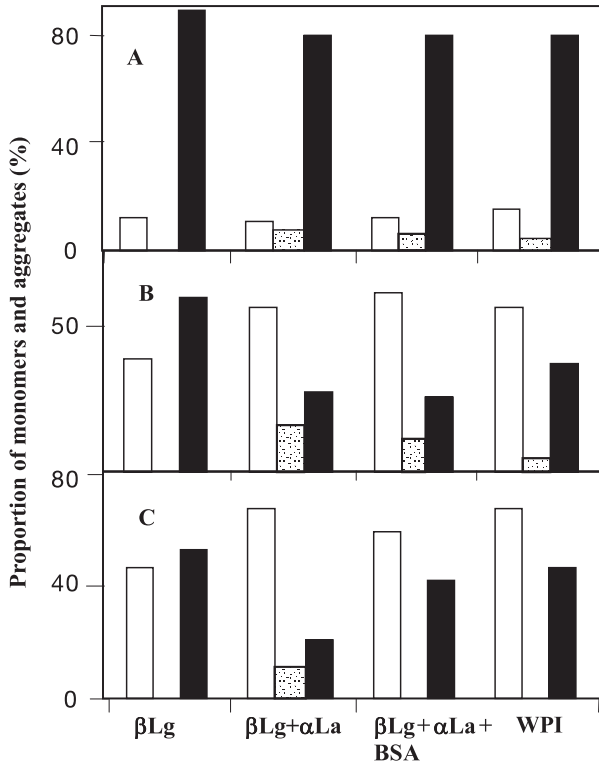 Proportion of monomers and aggregates (%)
80
A
40
0
B
50
80
C
40
0
βLg
βLg+αLa
βLg+αLa+
BSA
WPI